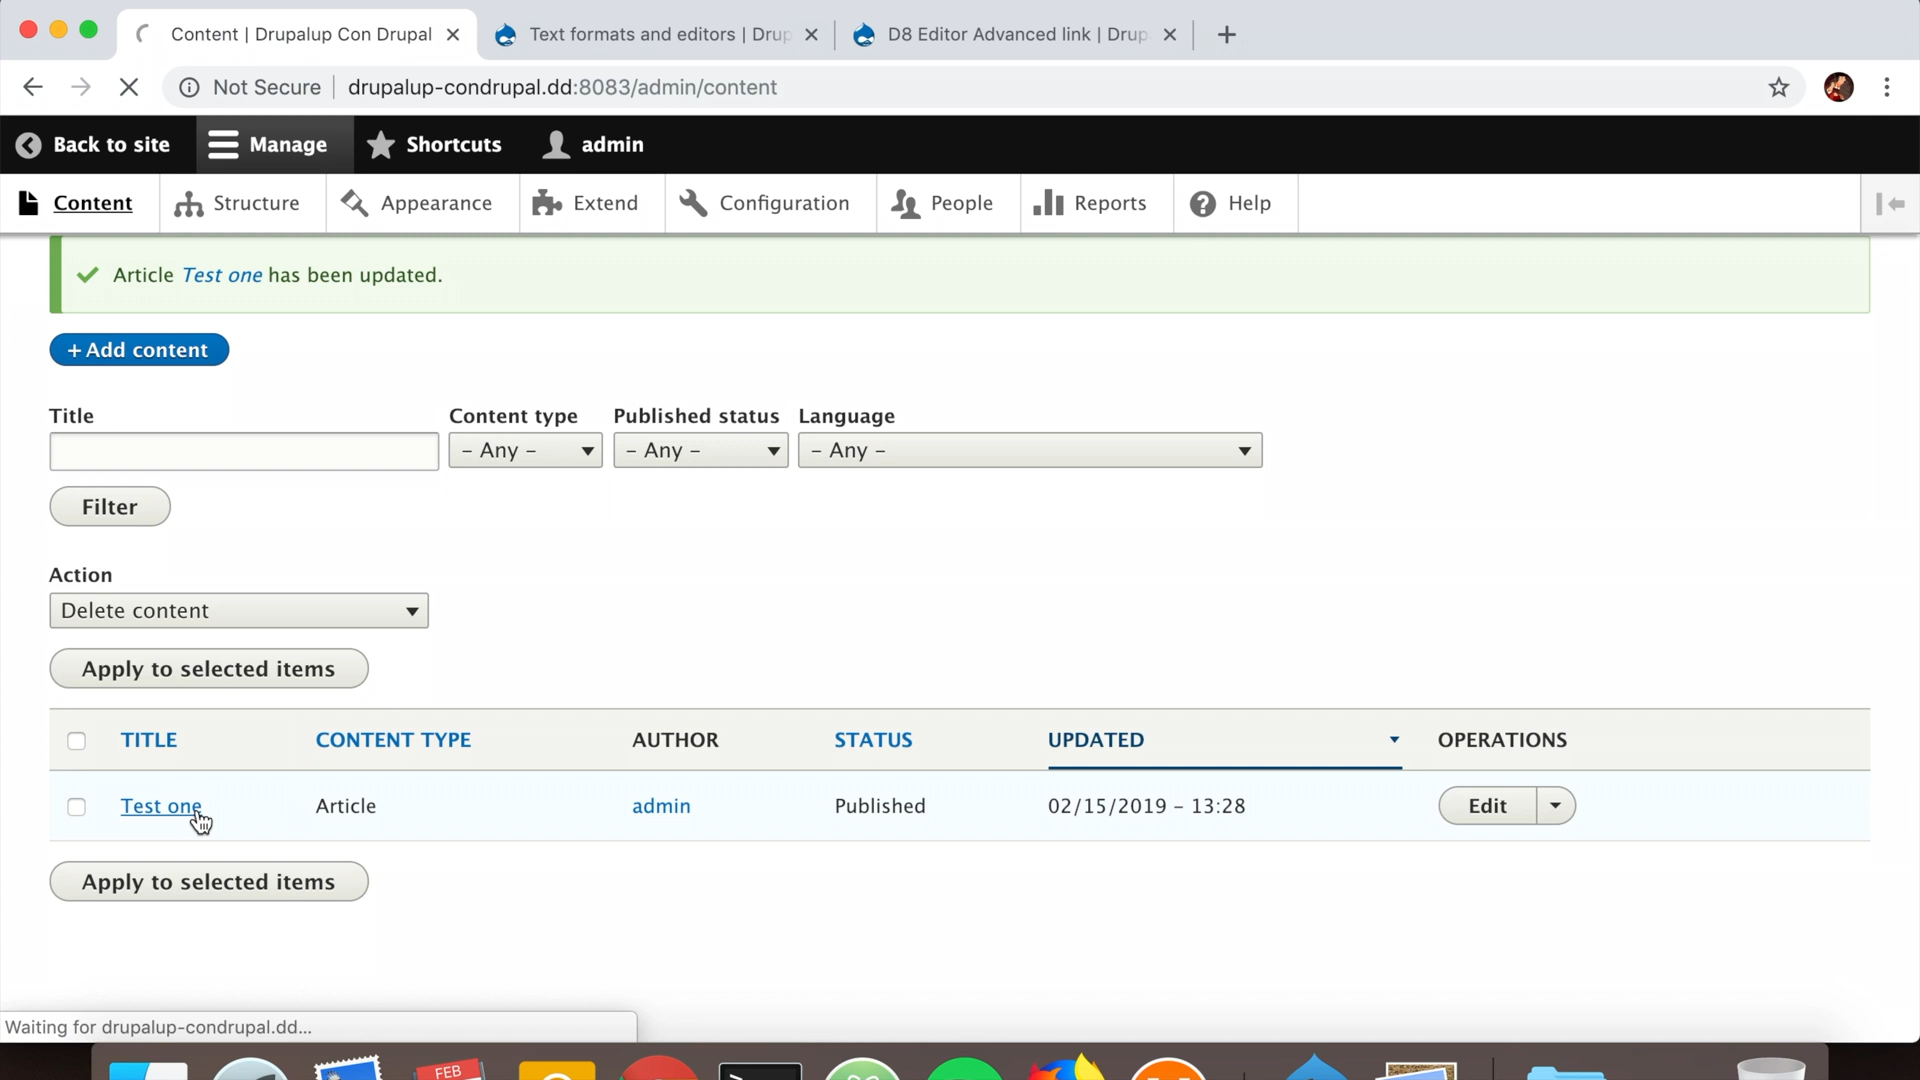 Content | Drupalup Con Drupal
Text formats and editors | Drup
D8 Editor Advanced link | Drup
Not Secure
drupalup-condrupal.dd:8083/admin/content
Back to site
Manage
Shortcuts
admin
Content
Structure
Appearance
Extend
Configuration
People
Reports
Help
Article Test one has been updated.
+ Add content
Title
Content type
Published status
Language
– Any –
– Any –
– Any –
Filter
Action
Delete content
Apply to selected items
TITLE
CONTENT TYPE
AUTHOR
STATUS
UPDATED
OPERATIONS
Test one
Article
admin
Published
02/15/2019 – 13:28
Edit
Apply to selected items
Waiting for drupalup-condrupal.dd...
FEB